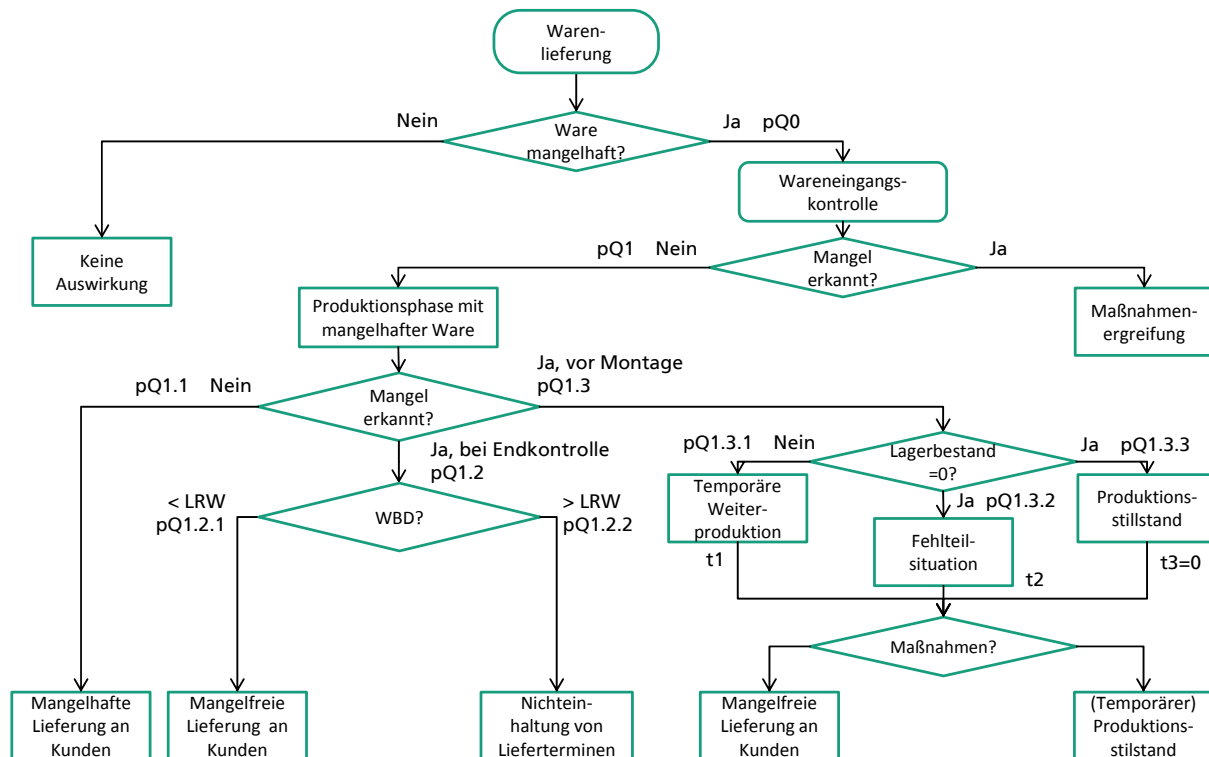 Waren-
lieferung
Nein
Ware
mangelhaft?
Ja pQ0
Wareneingangs-
kontrolle
Keine
Auswirkung
pQ1 Nein
Mangel
erkannt?
Ja
Produktionsphase mit
mangelhafter Ware
Maßnahmen-
ergreifung
pQ1.1 Nein
Mangel
erkannt?
Ja, vor Montage
pQ1.3
Ja, bei Endkontrolle
pQ1.2
pQ1.3.1 Nein
Lagerbestand
=0?
Ja pQ1.3.3
< LRW
pQ1.2.1
WBD?
> LRW
pQ1.2.2
Temporäre
Weiter-
produktion
Ja pQ1.3.2
Produktions-
stillstand
Fehlteil-
situation
t1
t2
t3=0
Maßnahmen?
Mangelhafte
Lieferung an
Kunden
Mangelfreie
Lieferung an
Kunden
Nichtein-
haltung von
Lieferterminen
Mangelfreie
Lieferung an
Kunden
(Temporärer)
Produktions-
stilstand